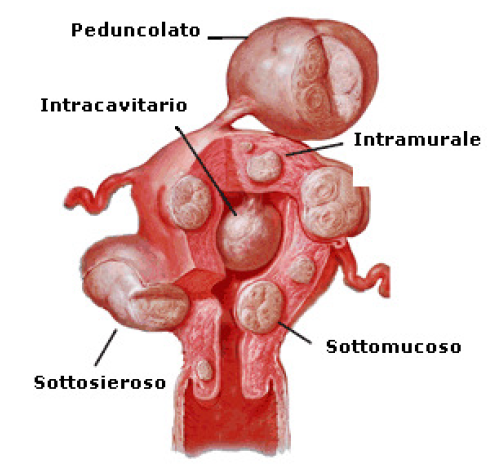 Peduncolato
Intracavitario
Intramurale
Sottomucoso
Sottosieroso